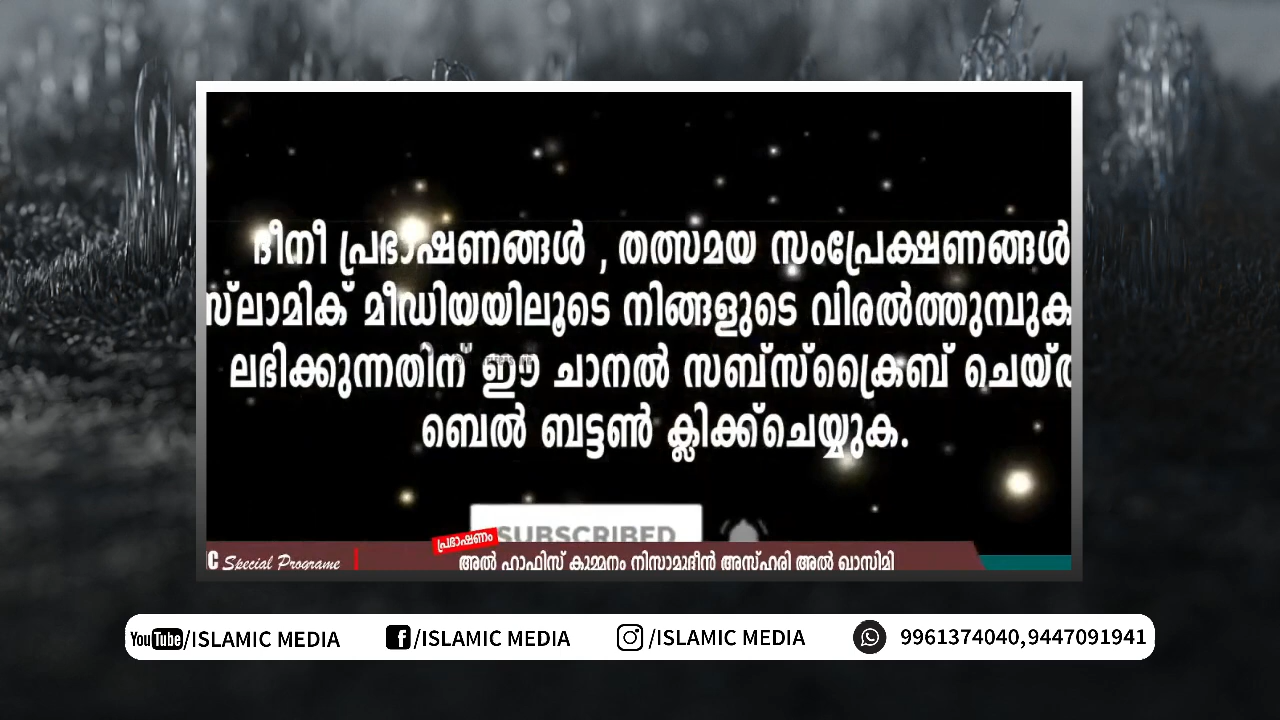 ദീനീ പ്രഭാഷണങ്ങൾ , തത്സമയ സംപ്രേക്ഷണങ്ങൾ
സ്ലാമിക് മീഡിയയിലൂടെ നിങ്ങളുടെ വിരൽത്തുമ്പുക
ലഭിക്കുന്നതിന് ഈ ചാനൽ സബ്സ്ക്രൈബ് ചെയ്ത
ബെൽ ബട്ടൺ ക്ലിക്ക്ചെയ്യുക.
SUBSCRIBED
പ്രഭാഷണം
C Special Programe
അൽ ഹാഫിസ് കുമ്മനം നിസാമുദീൻ അസ്ഹരി അൽ ഖാസിമി
YouTube/ISLAMIC MEDIA
/ISLAMIC MEDIA
/ISLAMIC MEDIA
9961374040,9447091941